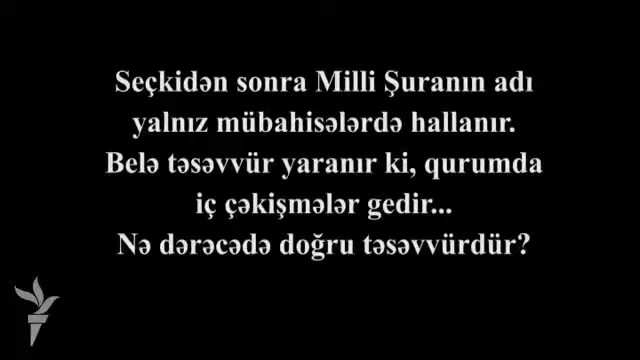 Seçkidən sonra Milli Şuranın adı
yalnız mübahisələrdə hallanır.
Belə təsəvvür yaranır ki, qurumda
iç çəkişmələr gedir...
Nə dərəcədə doğru təsəvvürdür?